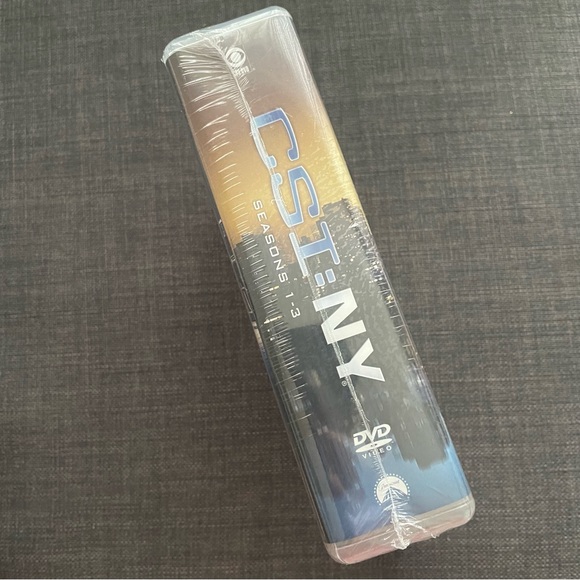 CSI:NY®
SEASONS 1-3
DVD
VIDEO